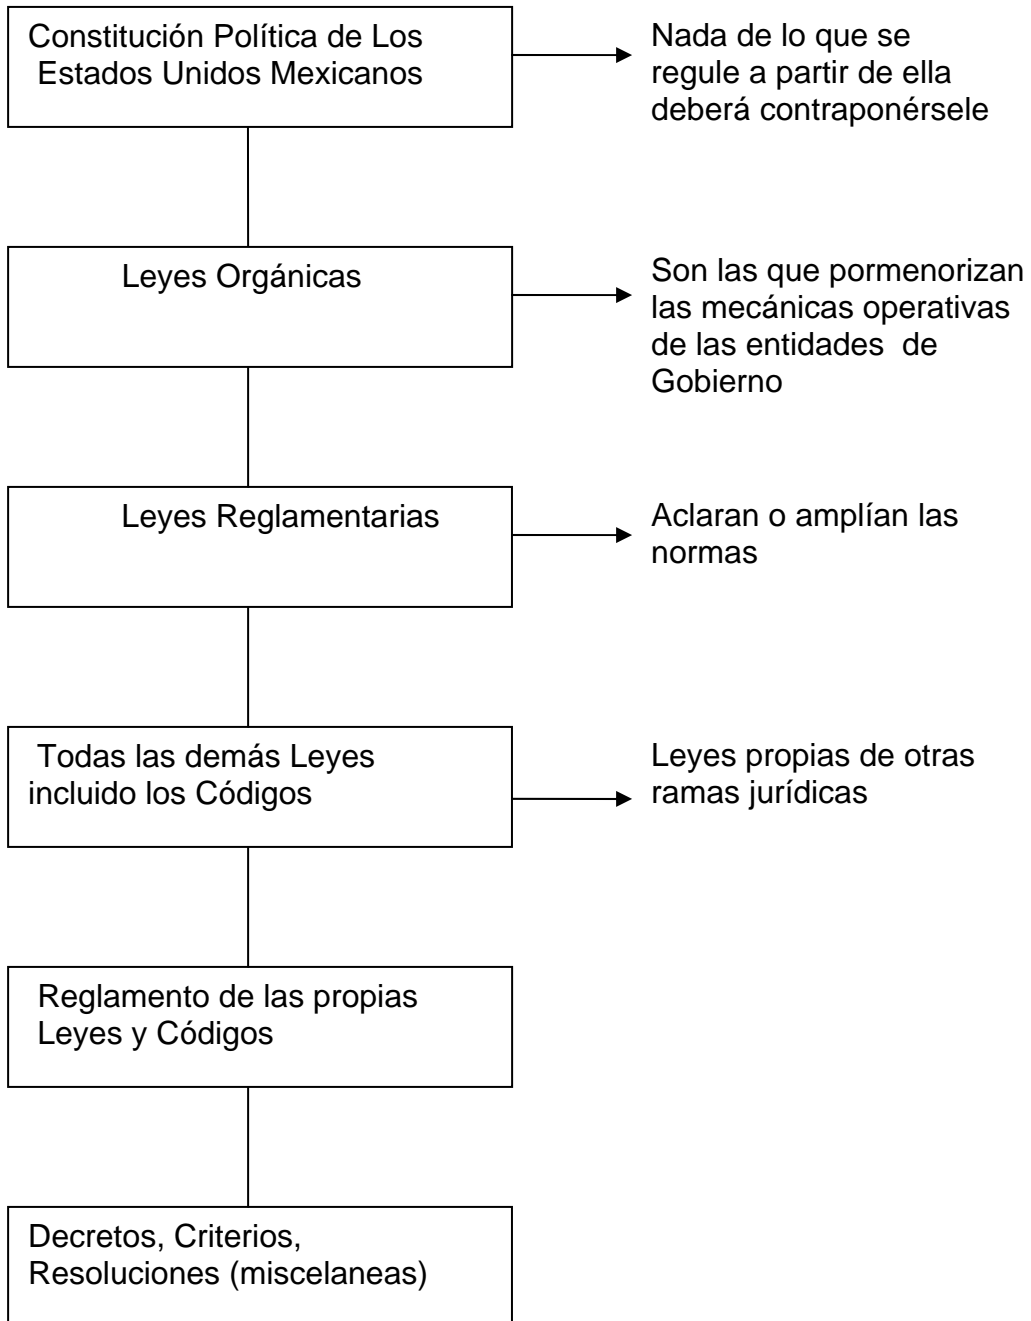 Constitución Política de Los
Estados Unidos Mexicanos
Nada de lo que se
regule a partir de ella
deberá contraponérsele
Leyes Orgánicas
Son las que pormenorizan
las mecánicas operativas
de las entidades de
Gobierno
Leyes Reglamentarias
Aclaran o amplían las
normas
Todas las demás Leyes
incluido los Códigos
Leyes propias de otras
ramas jurídicas
Reglamento de las propias
Leyes y Códigos
Decretos, Criterios,
Resoluciones (miscelaneas)